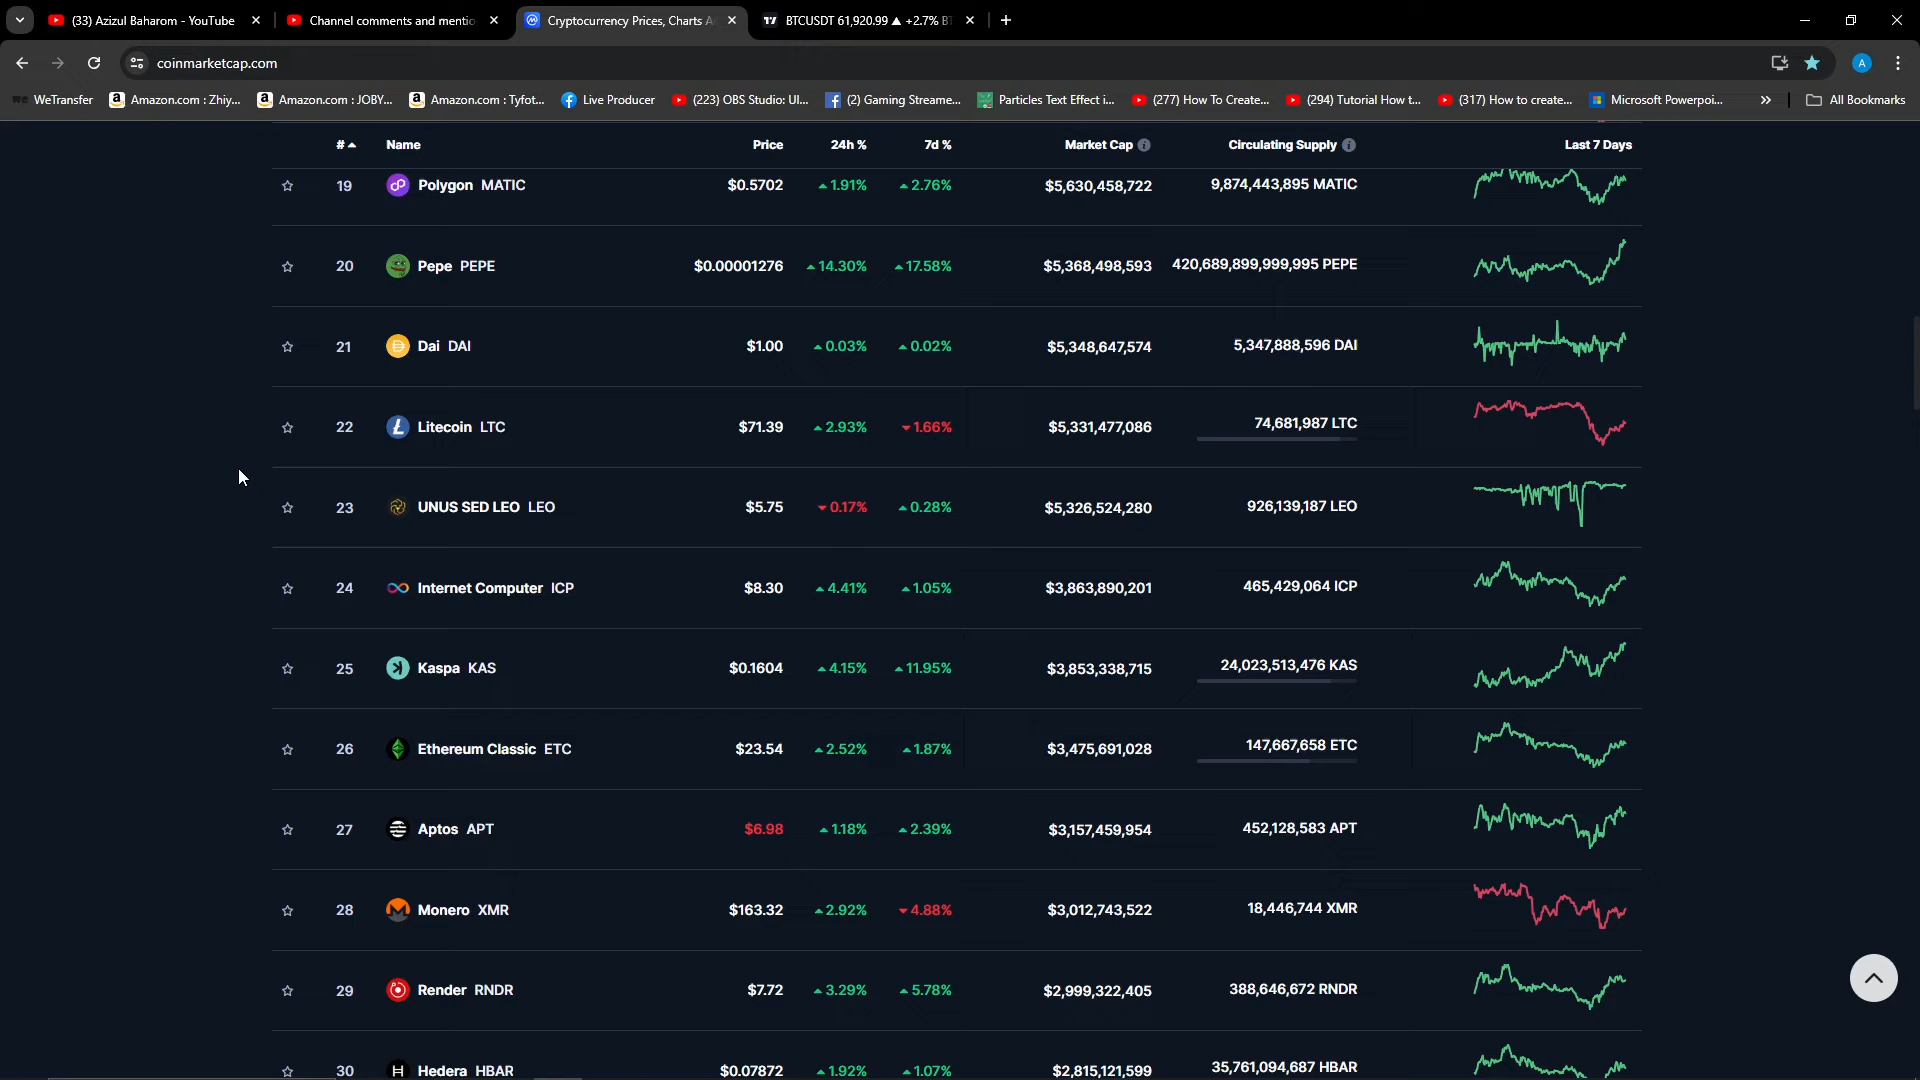 (33) Azizul Baharom - YouTube
Channel comments and mentio
Cryptocurrency Prices, Charts A
BTCUSDT 61,920.99 ▲ +2.7% BT
coinmarketcap.com
A
WeTransfer
Amazon.com : Zhiy...
Amazon.com : JOBY...
Amazon.com : Tyfot...
Live Producer
(223) OBS Studio: Ul...
(2) Gaming Streame...
Particles Text Effect i...
(277) How To Create...
(294) Tutorial How t...
(317) How to create...
Microsoft Powerpoi...
All Bookmarks
# Name Price 24h % 7d % Market Cap Circulating Supply Last 7 Days
19 Polygon MATIC $0.5702 1.91% 2.76% $5,630,458,722 9,874,443,895 MATIC
20 Pepe PEPE $0.00001276 14.30% 17.58% $5,368,498,593 420,689,899,999,995 PEPE
21 Dai DAI $1.00 0.03% 0.02% $5,348,647,574 5,347,888,596 DAI
22 Litecoin LTC $71.39 2.93% 1.66% $5,331,477,086 74,681,987 LTC
23 UNUS SED LEO LEO $5.75 0.17% 0.28% $5,326,524,280 926,139,187 LEO
24 Internet Computer ICP $8.30 4.41% 1.05% $3,863,890,201 465,429,064 ICP
25 Kaspa KAS $0.1604 4.15% 11.95% $3,853,338,715 24,023,513,476 KAS
26 Ethereum Classic ETC $23.54 2.52% 1.87% $3,475,691,028 147,667,658 ETC
27 Aptos APT $6.98 1.18% 2.39% $3,157,459,954 452,128,583 APT
28 Monero XMR $163.32 2.92% 4.88% $3,012,743,522 18,446,744 XMR
29 Render RNDR $7.72 3.29% 5.78% $2,999,322,405 388,646,672 RNDR
30 Hedera HBAR $0.07872 1.92% 1.07% $2,815,121,599 35,761,094,687 HBAR